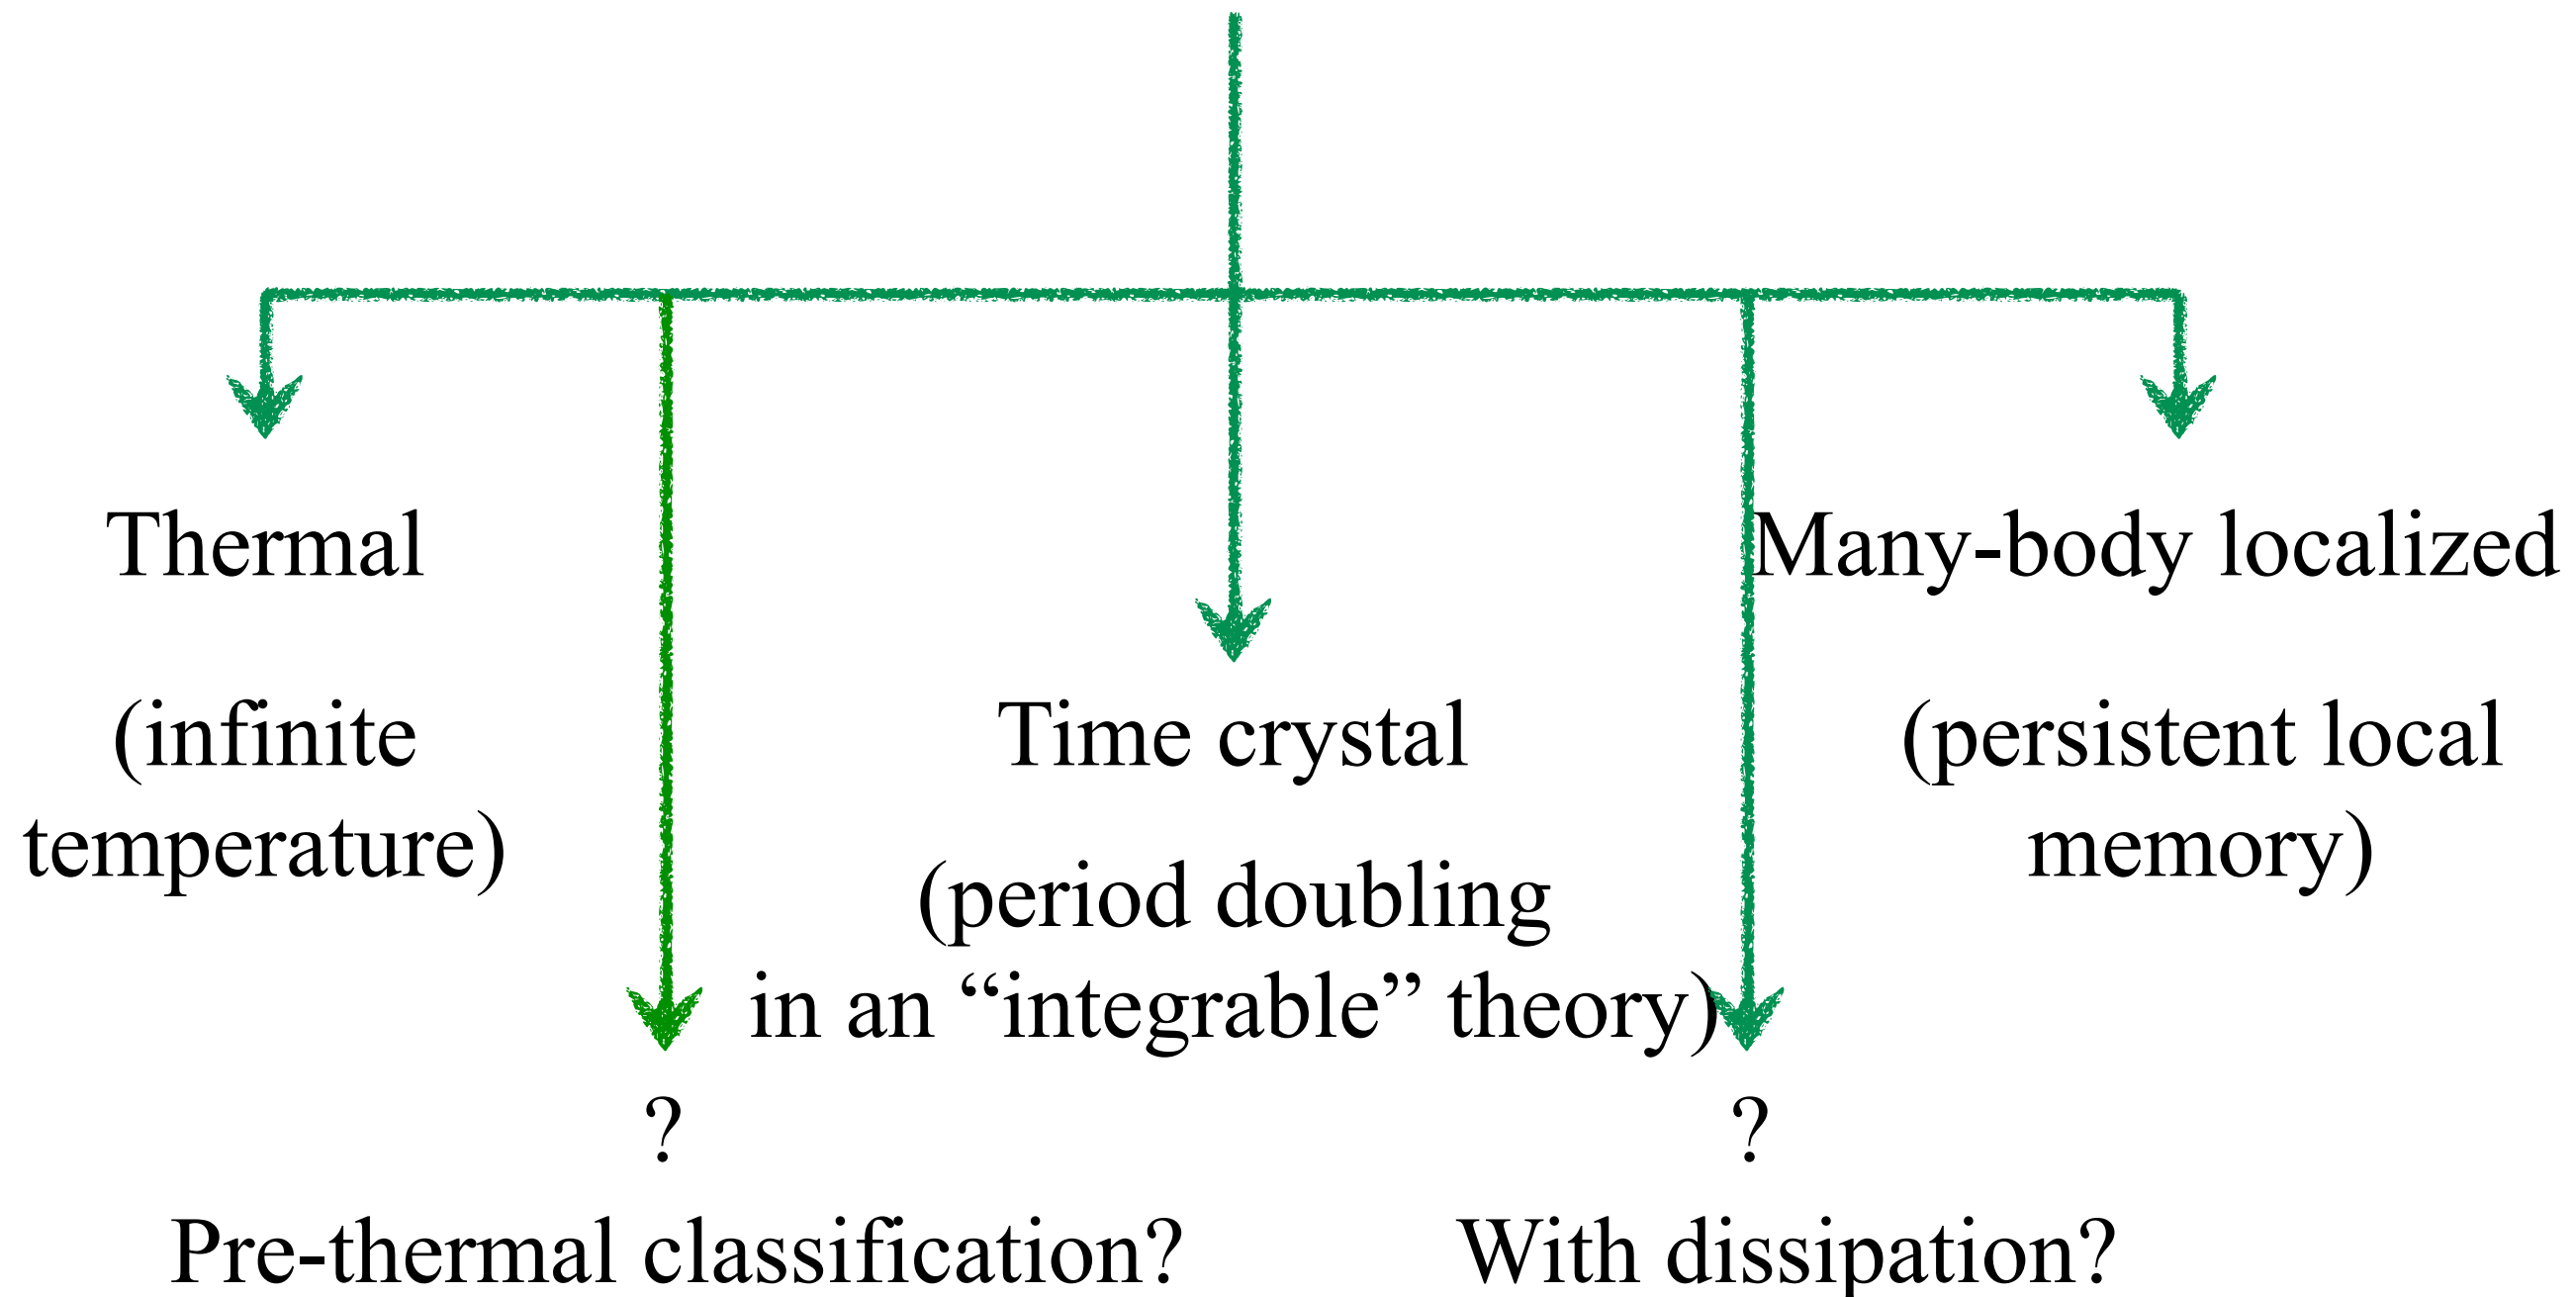 Thermal
(infinite
temperature)
Time crystal
(period doubling
in an “integrable” theory)
Many-body localized
(persistent local
memory)
?
Pre-thermal classification?
?
With dissipation?